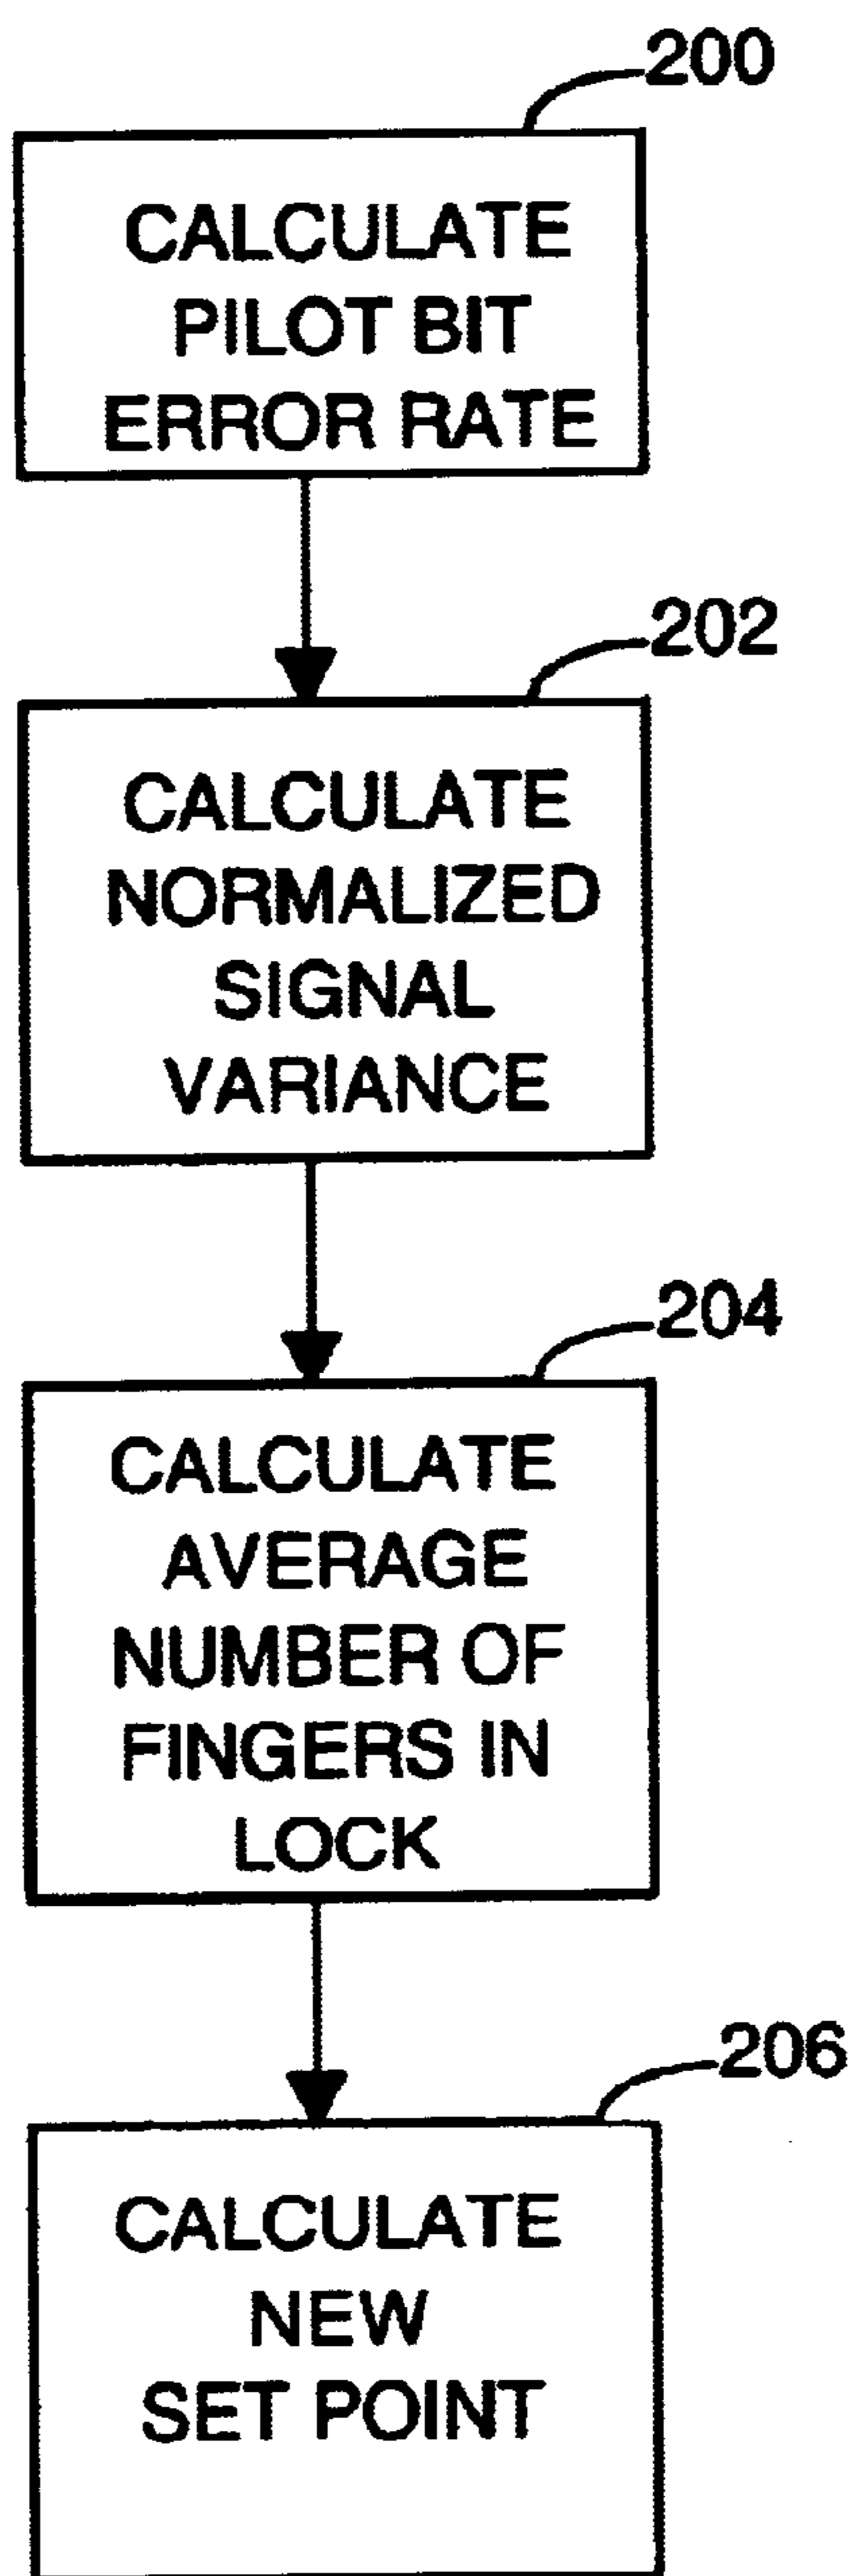 200
CALCULATE
PILOT BIT
ERROR RATE
202
CALCULATE
NORMALIZED
SIGNAL
VARIANCE
204
CALCULATE
AVERAGE
NUMBER OF
FINGERS IN
LOCK
206
CALCULATE
NEW
SET POINT